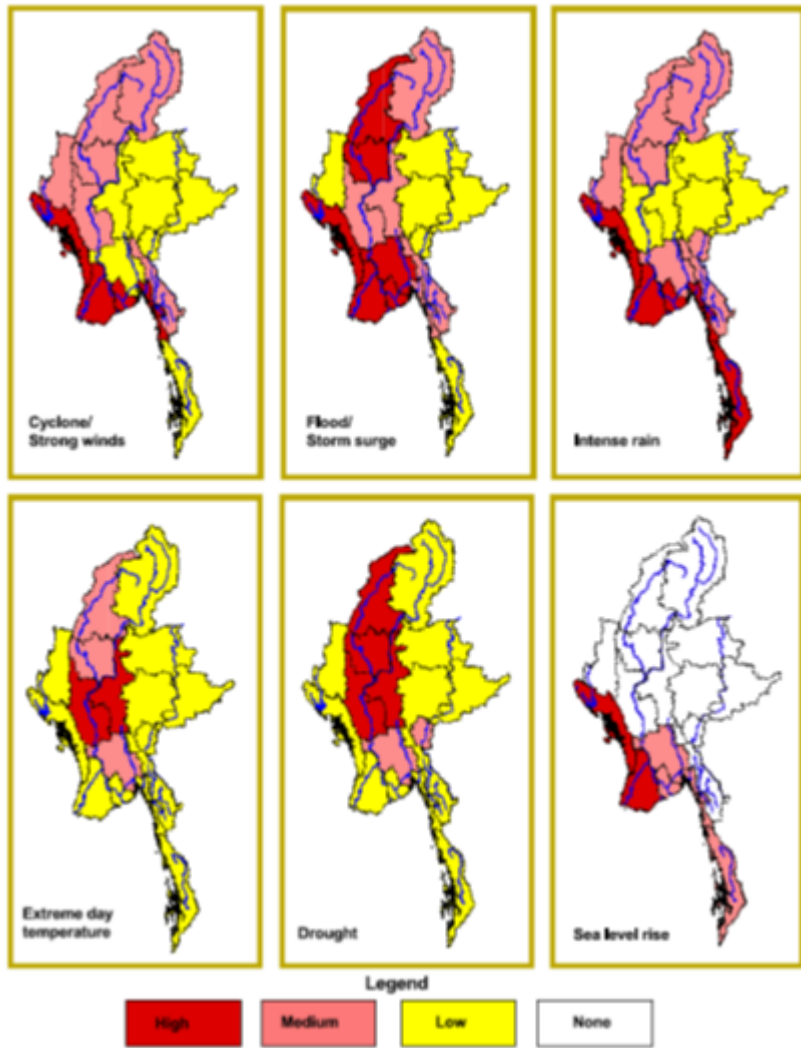 Cyclone/
Strong winds
Flood/
Storm surge
Intense rain
Extreme day
temperature
Drought
Sea level rise
Legend
High
Medium
Low
None